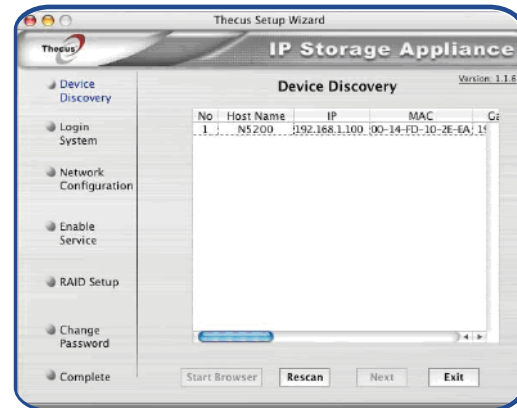 Thecus Setup Wizard
Thecus
IP Storage Appliance
Device Discovery
Version: 1.1.6
Device
Discovery
Login
System
Network
Configuration
Enable
Service
RAID Setup
Change
Password
Complete
No Host Name IP MAC Ga
1 N5200 192.168.1.100 00-14-FD-10-2E-EA 19
Start Browser Rescan Next Exit